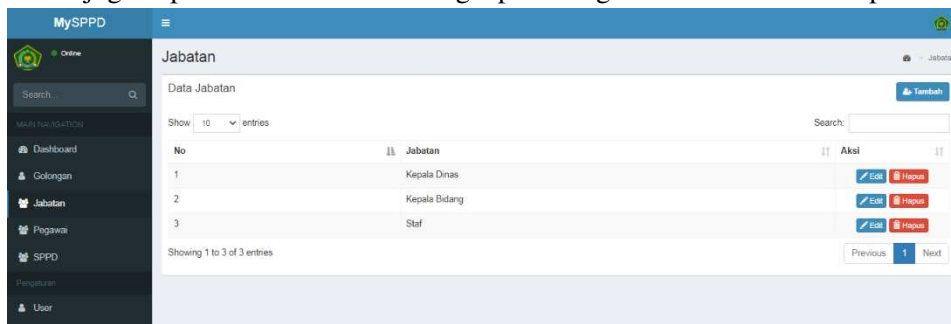 MySPPD
Online
Jabatan
Jabata
Search...
Data Jabatan
Tambah
MAIN NAVIGATION
Show 10 entries
Search:
Dashboard
No Jabatan Aksi
Golongan
1 Kepala Dinas Edit Hapus
Jabatan
2 Kepala Bidang Edit Hapus
Pegawai
3 Staf Edit Hapus
SPPD
Showing 1 to 3 of 3 entries
Previous 1 Next
Pengaturan
User